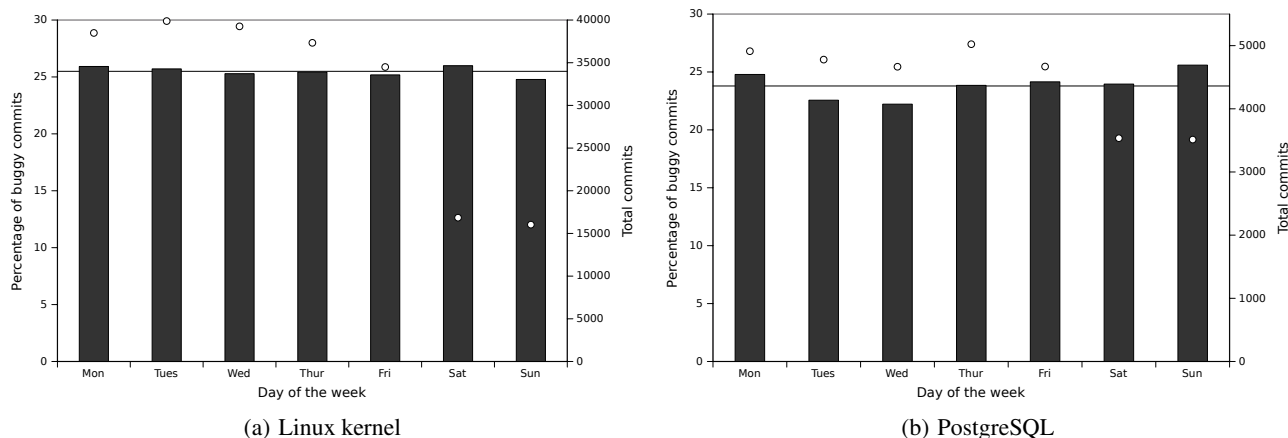 Percentage of buggy commits
30
25
20
15
10
5
0
40000
35000
30000
25000
20000
15000
10000
5000
0
Total commits
Mon Tues Wed Thur Fri Sat Sun
Day of the week
(a) Linux kernel
Percentage of buggy commits
30
25
20
15
10
5
0
5000
4000
3000
2000
1000
0
Total commits
Mon Tues Wed Thur Fri Sat Sun
Day of the week
(b) PostgreSQL